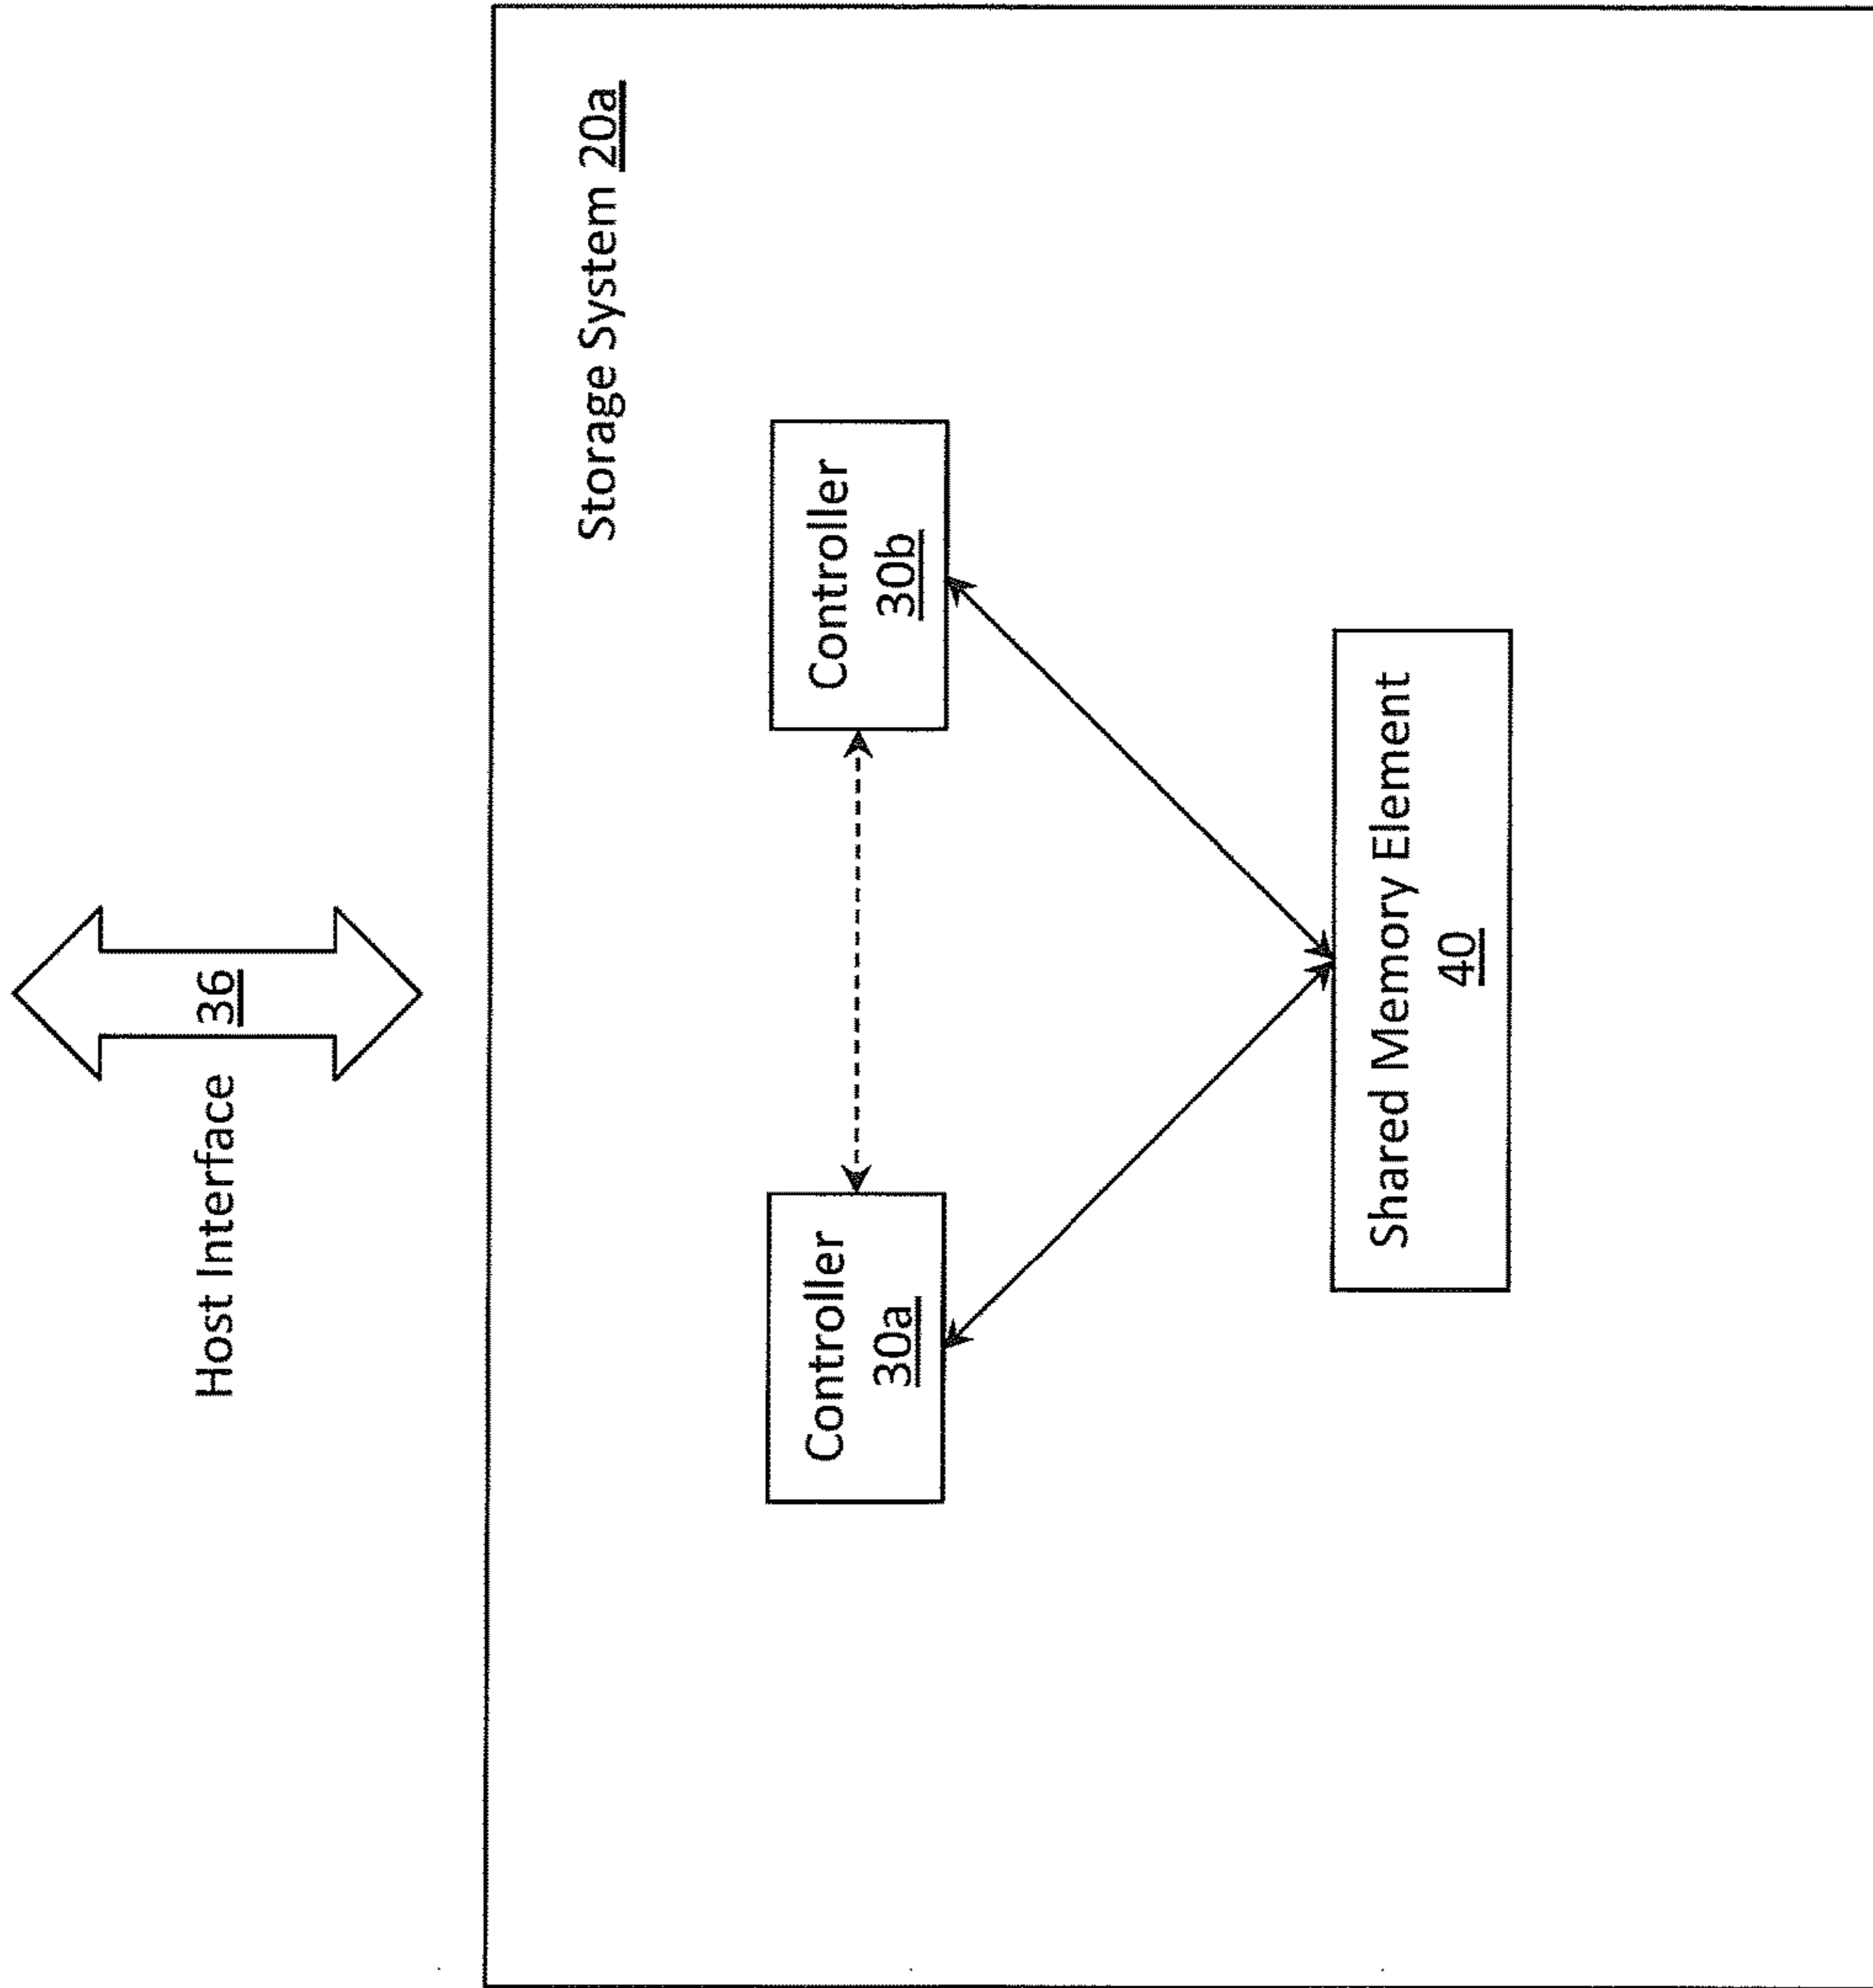 Host Interface 36
Storage System 20a
Controller
30a
Controller
30b
Shared Memory Element
40